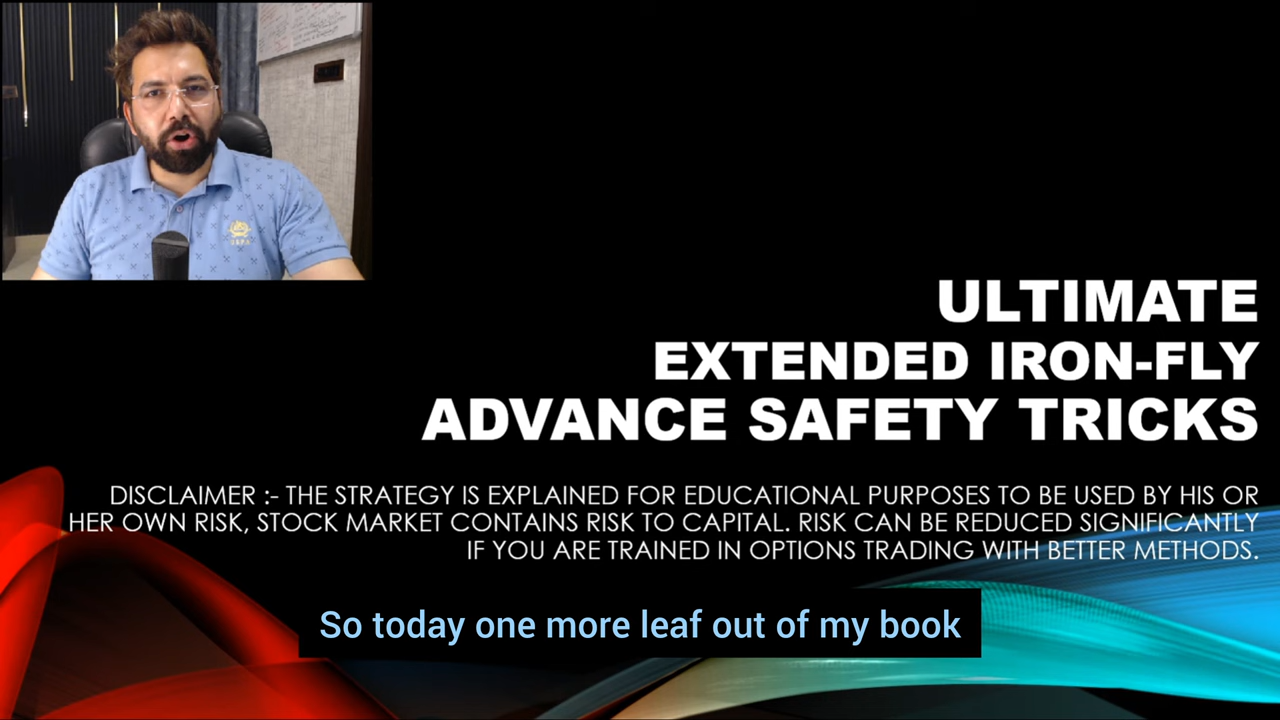 ULTIMATE
EXTENDED IRON-FLY
ADVANCE SAFETY TRICKS
DISCLAIMER :- THE STRATEGY IS EXPLAINED FOR EDUCATIONAL PURPOSES TO BE USED BY HIS OR
HER OWN RISK, STOCK MARKET CONTAINS RISK TO CAPITAL. RISK CAN BE REDUCED SIGNIFICANTLY
IF YOU ARE TRAINED IN OPTIONS TRADING WITH BETTER METHODS.
So today one more leaf out of my book